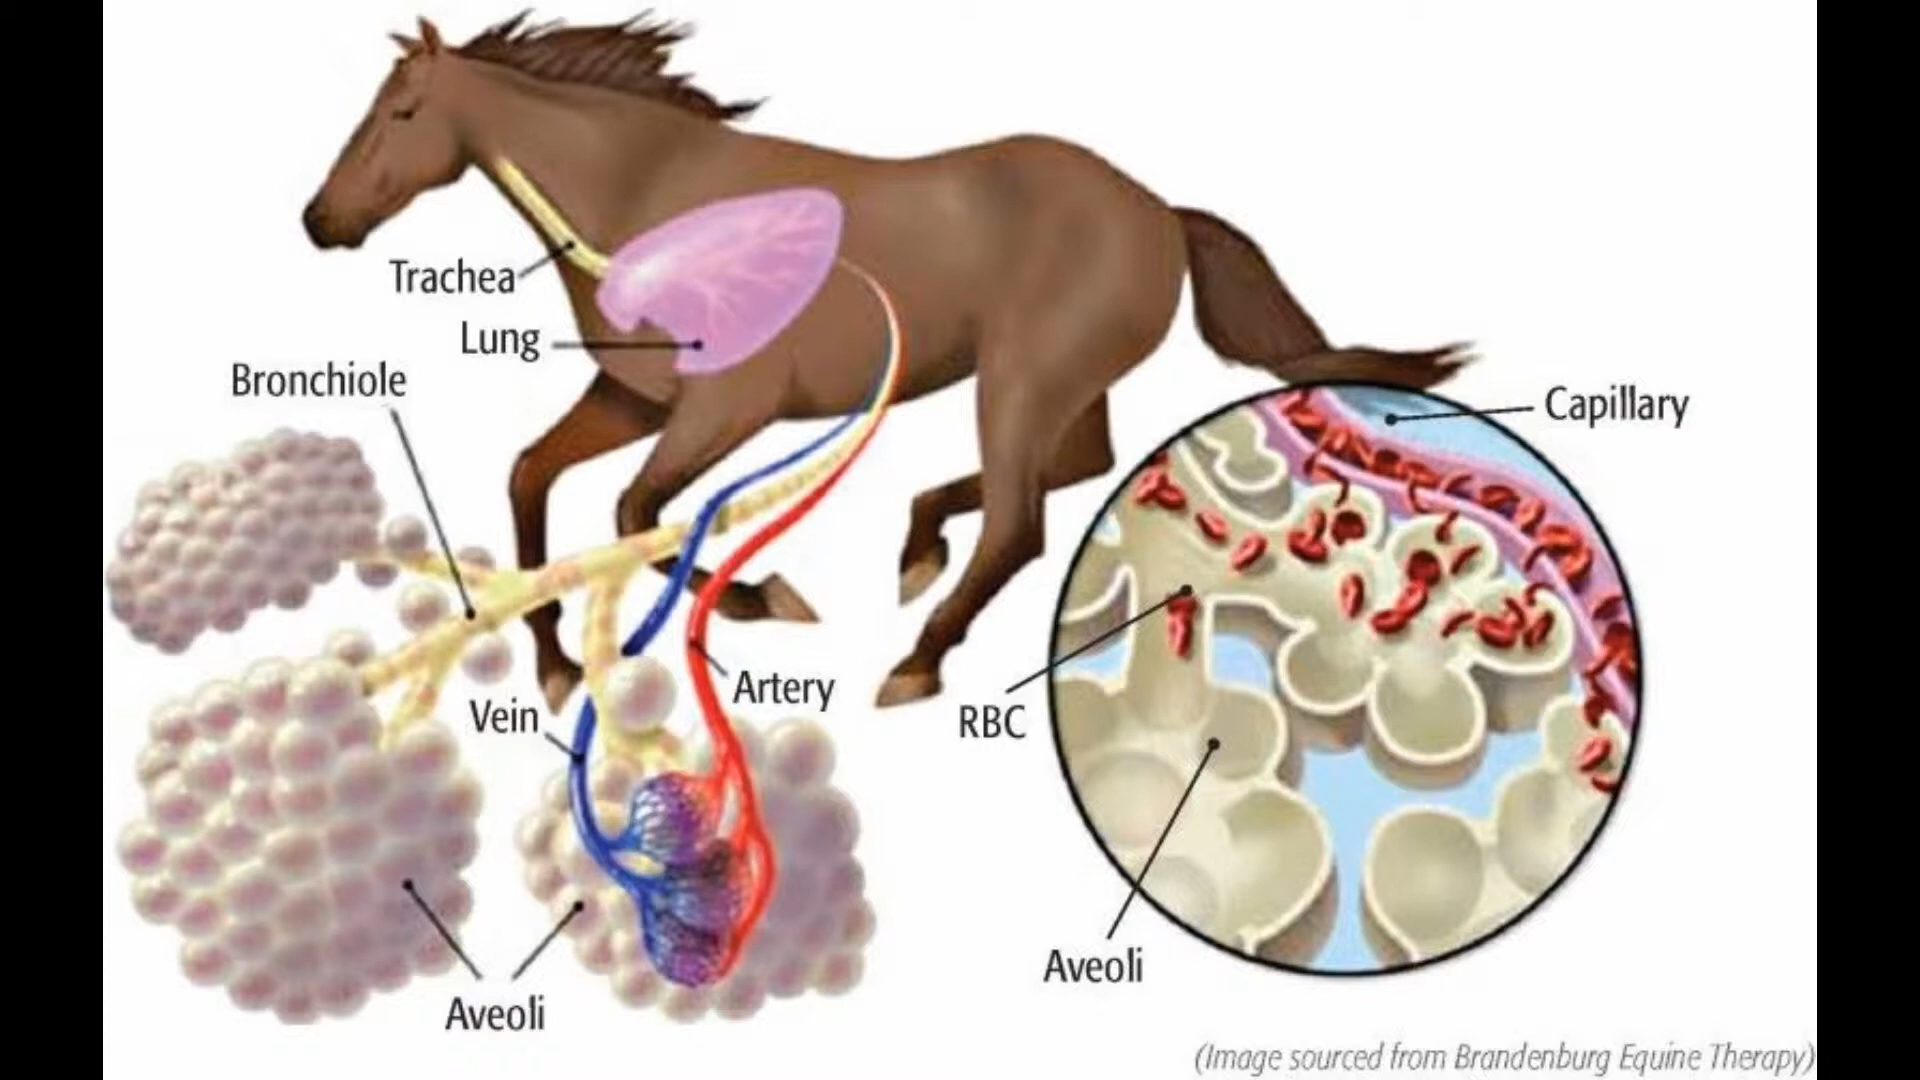 Trachea
Lung
Bronchiole
Capillary
Vein
Artery
RBC
Aveoli
Aveoli
(Image sourced from Brandenburg Equine Therapy)